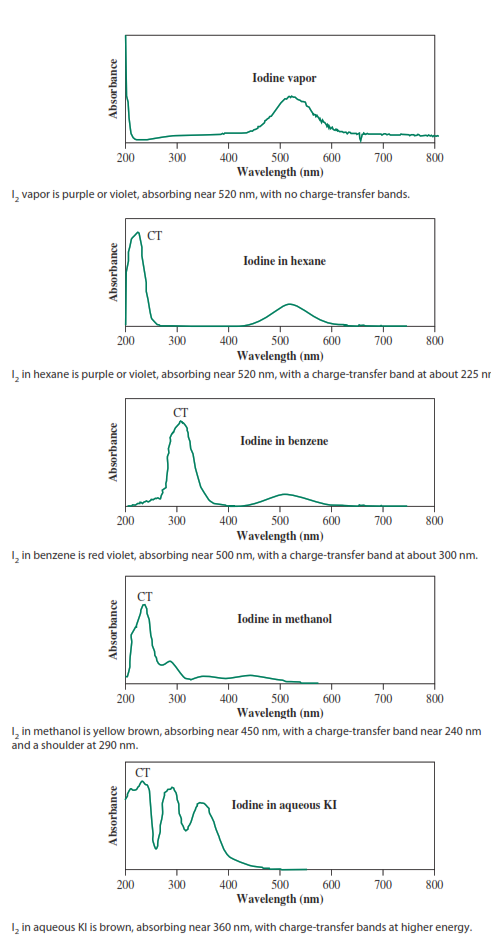 Absorbance
Iodine vapor
200 300 400 500 600 700 800
Wavelength (nm)
I2 vapor is purple or violet, absorbing near 520 nm, with no charge-transfer bands.
CT
Absorbance
Iodine in hexane
200 300 400 500 600 700 800
Wavelength (nm)
I2 in hexane is purple or violet, absorbing near 520 nm, with a charge-transfer band at about 225 nr
CT
Absorbance
Iodine in benzene
200 300 400 500 600 700 800
Wavelength (nm)
I2 in benzene is red violet, absorbing near 500 nm, with a charge-transfer band at about 300 nm.
CT
Absorbance
Iodine in methanol
200 300 400 500 600 700 800
Wavelength (nm)
I2 in methanol is yellow brown, absorbing near 450 nm, with a charge-transfer band near 240 nm
and a shoulder at 290 nm.
CT
Absorbance
Iodine in aqueous KI
200 300 400 500 600 700 800
Wavelength (nm)
I2 in aqueous KI is brown, absorbing near 360 nm, with charge-transfer bands at higher energy.